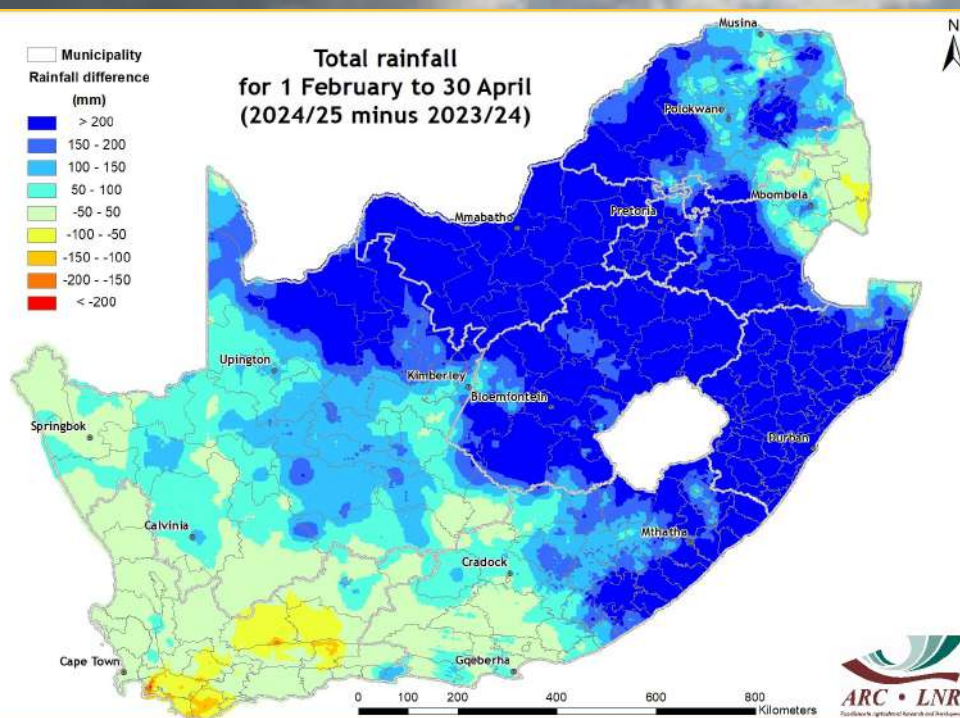 Total rainfall
for 1 February to 30 April
(2024/25 minus 2023/24)
N
Municipality
Rainfall difference
(mm)
> 200
150 - 200
100 - 150
50 - 100
-50 - 50
-100 - -50
-150 - -100
-200 - -150
< -200
Musina
Polokwane
Mbombela
Pretoria
Mmabatho
Upington
Kimberley
Bloemfontein
Springbok
Durban
Calvinia
Mthatha
Cradock
Cape Town
Gqeberha
0 100 200 400 600 800
Kilometers
ARC • LNR